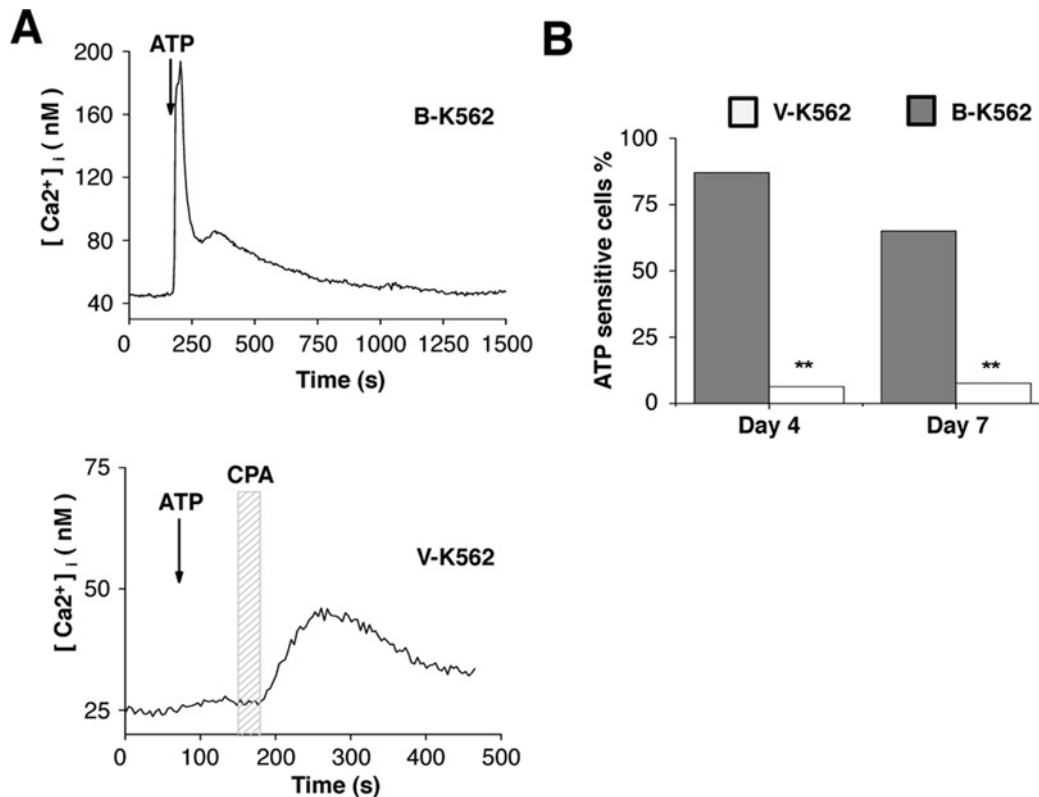 A
ATP
200
160
120
80
40
[ Ca2+] i ( nM )
B-K562
0 250 500 750 1000 1250 1500
Time (s)
75
50
25
[ Ca2+] i ( nM )
ATP
CPA
V-K562
0 100 200 300 400 500
Time (s)
B
V-K562 B-K562
100
75
50
25
0
ATP sensitive cells %
** **
Day 4 Day 7